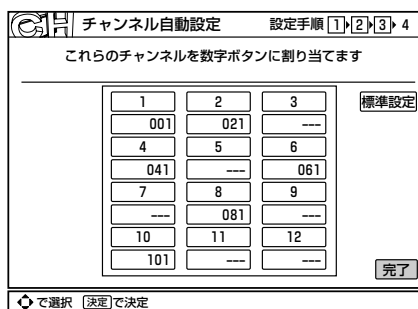 CH チャンネル自動設定 設定手順 1 2 3 4
これらのチャンネルを数字ボタンに割り当てます
標準設定
1 2 3
001 021 ---
4 5 6
041 --- 061
7 8 9
--- 081 ---
10 11 12
101 --- ---
完了
で選択 決定 で決定